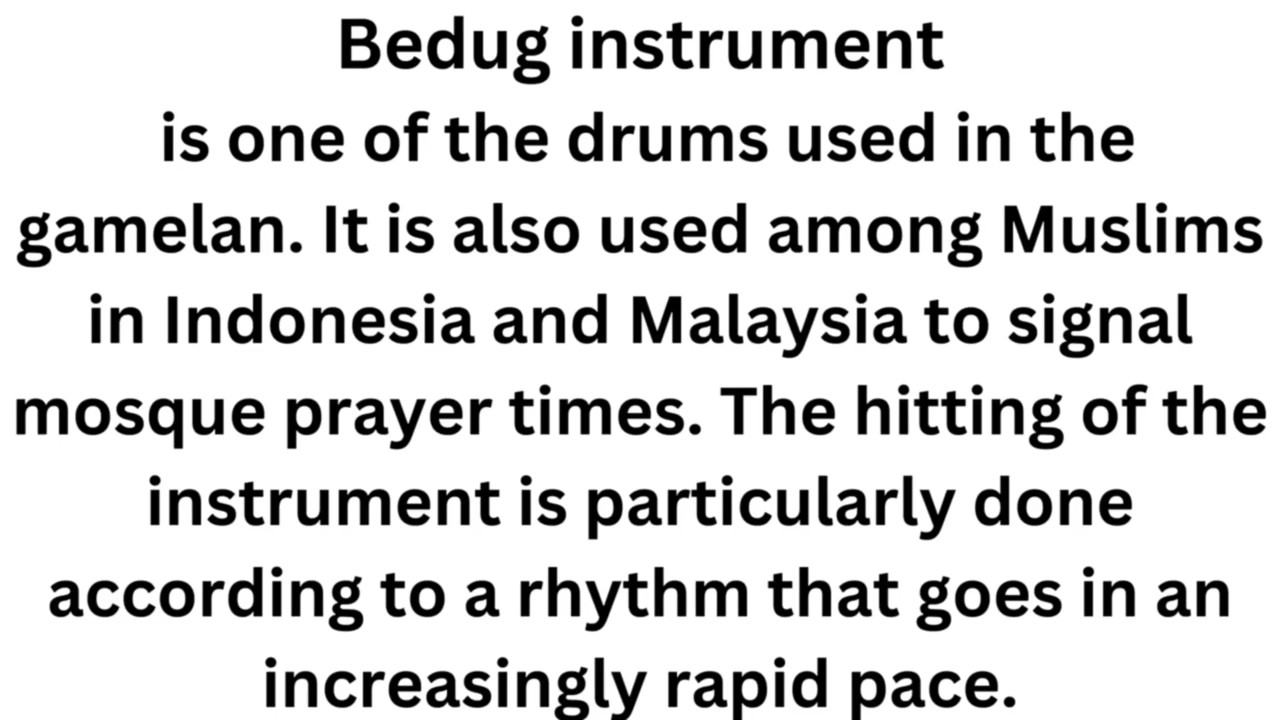 Bedug instrument
is one of the drums used in the
gamelan. It is also used among Muslims
in Indonesia and Malaysia to signal
mosque prayer times. The hitting of the
instrument is particularly done
according to a rhythm that goes in an
increasingly rapid pace.